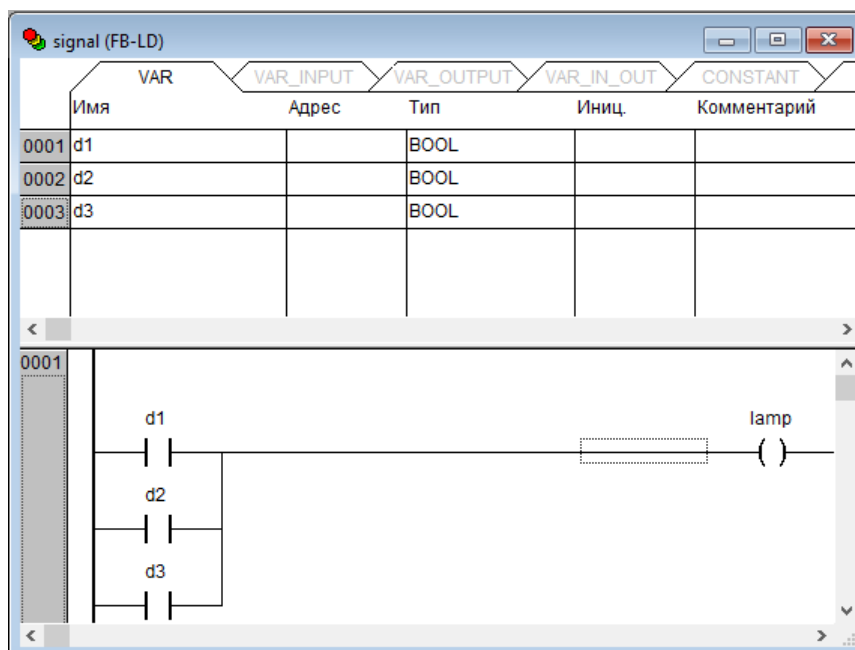 signal (FB-LD)
VAR VAR_INPUT VAR_OUTPUT VAR_IN_OUT CONSTANT
Имя Адрес Тип Иниц. Комментарий
0001 d1 BOOL
0002 d2 BOOL
0003 d3 BOOL
0001
d1 lamp
d2
d3